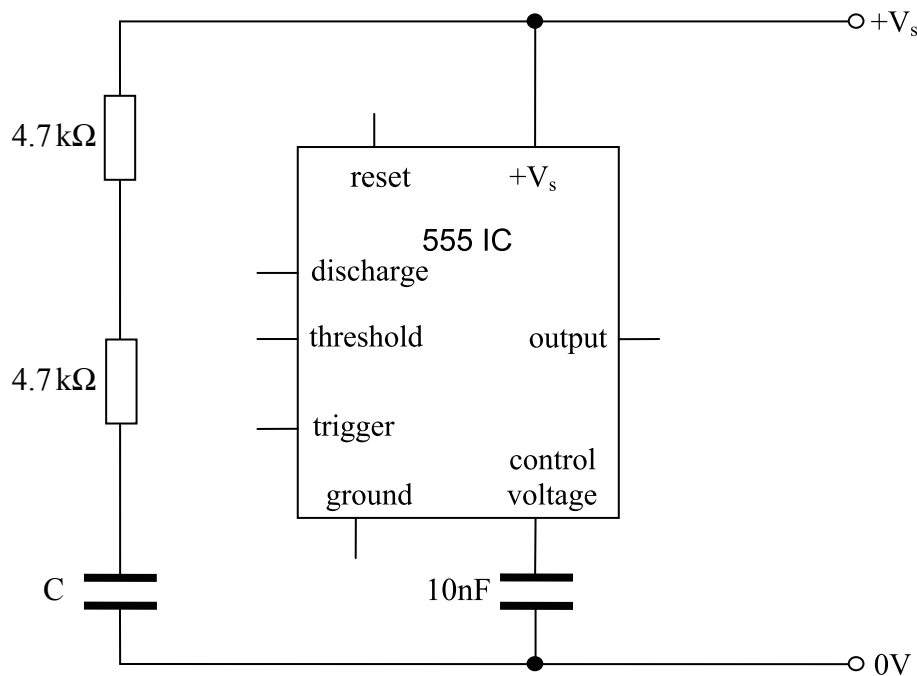 +Vs
4.7kΩ
reset
+Vs
555 IC
discharge
threshold
output
4.7kΩ
trigger
control
voltage
ground
C
10nF
0V